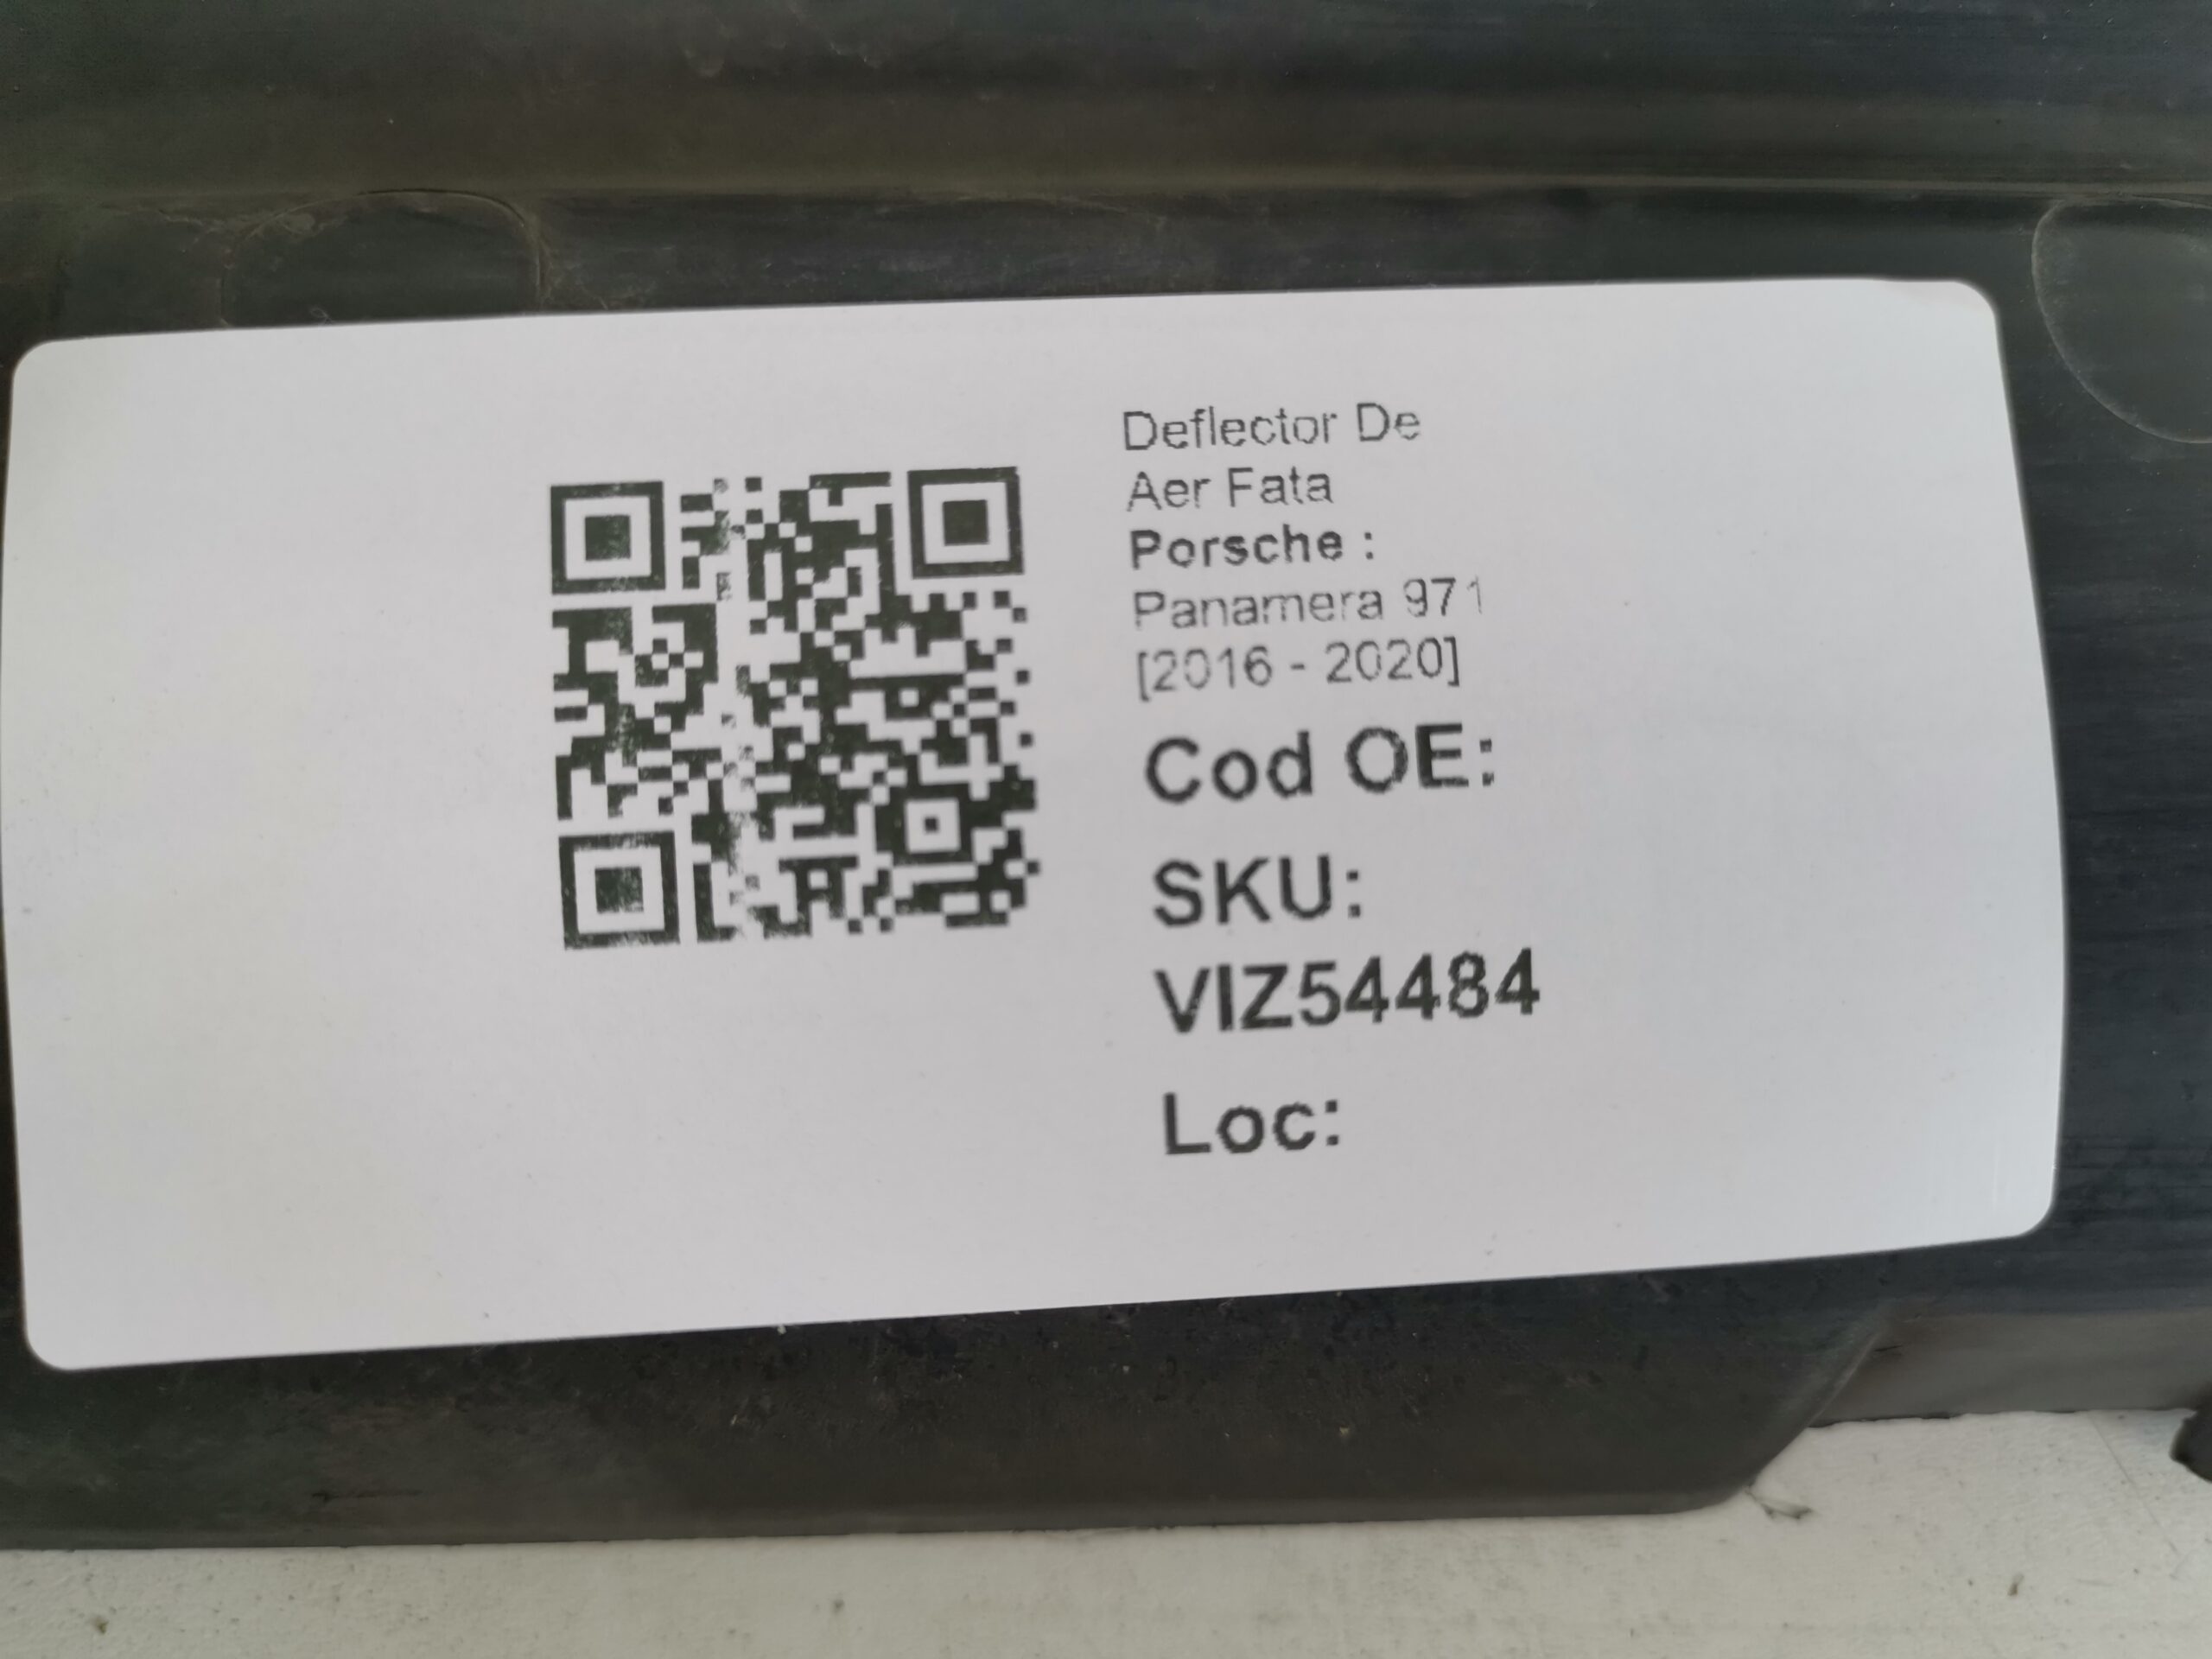 Deflector De
Aer Fata
Porsche :
Panamera 971
[2016 - 2020]
Cod OE:
SKU:
VIZ54484
Loc: